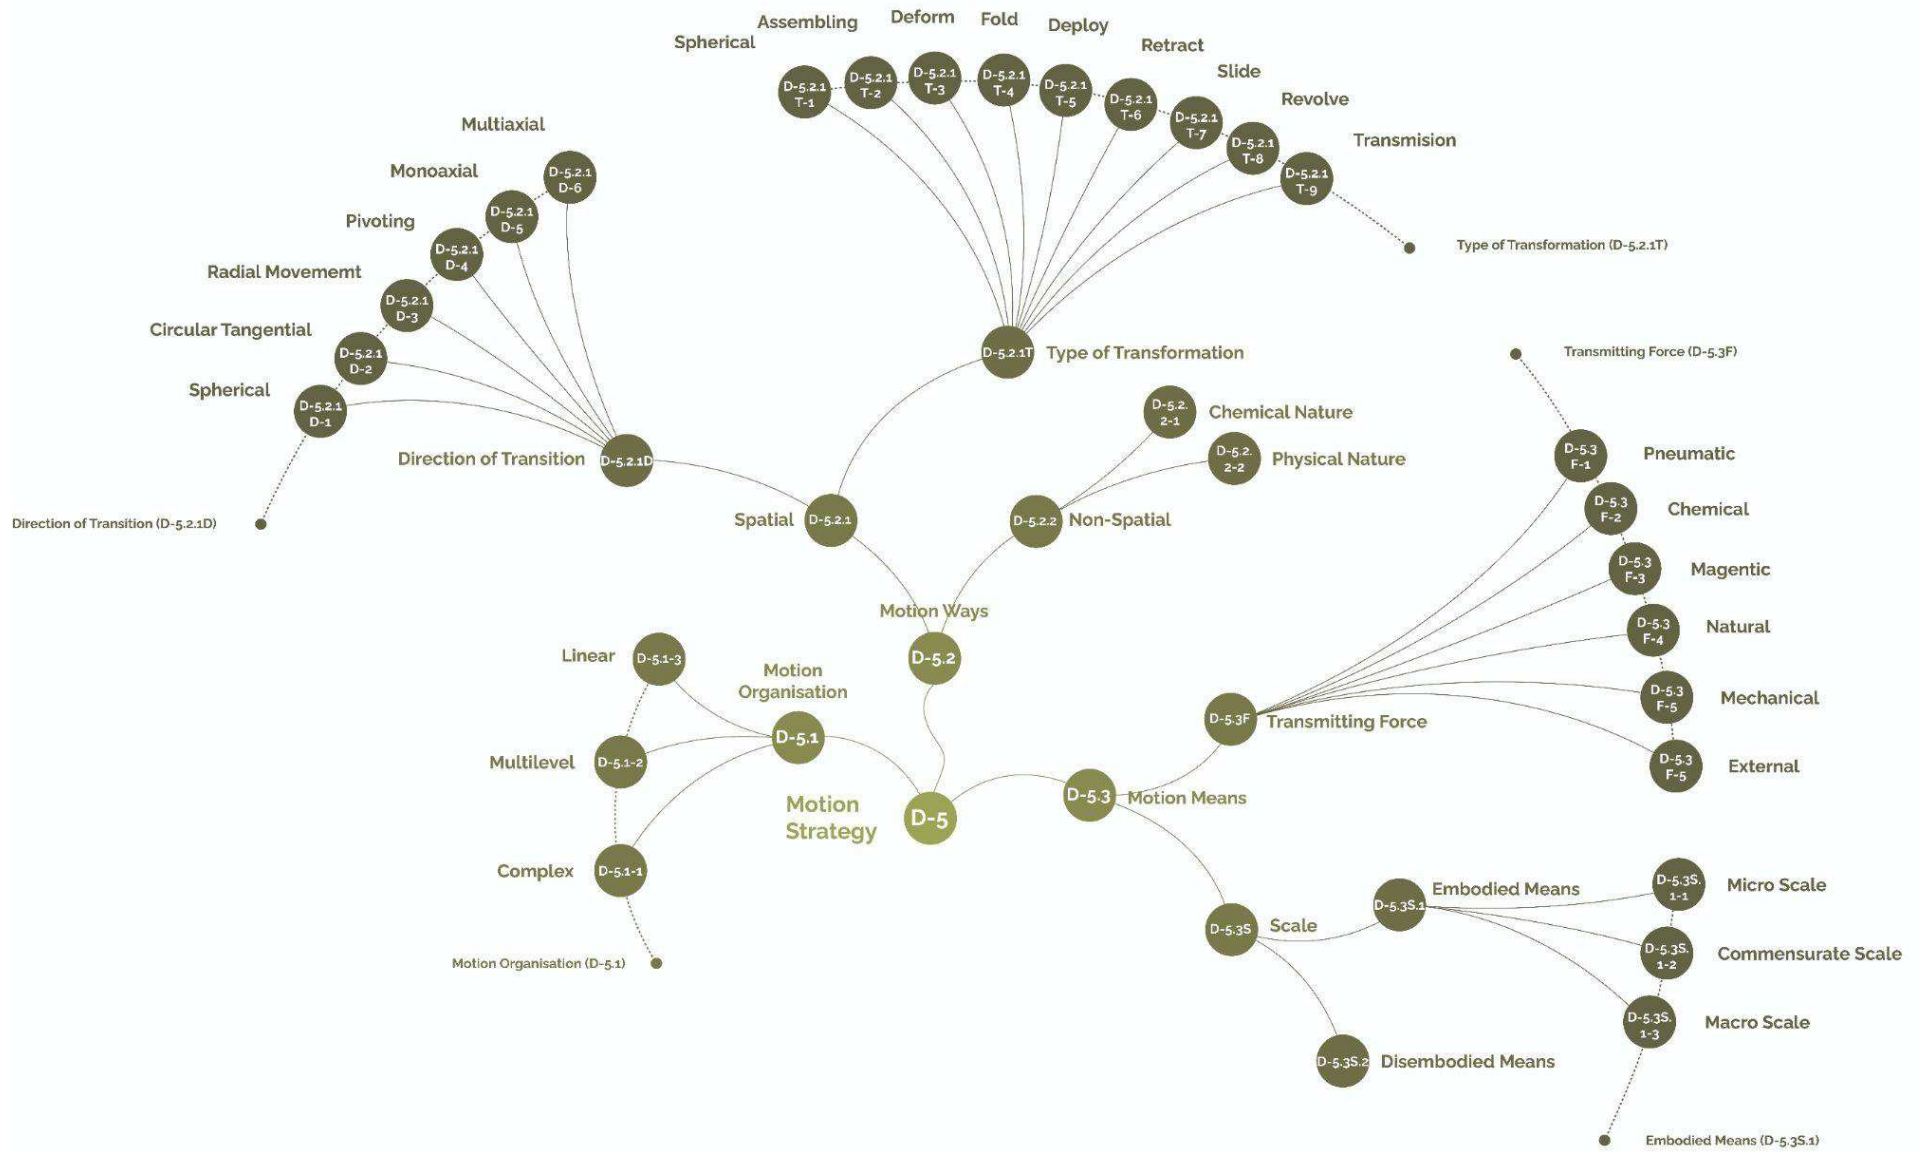 Spherical
Assembling
Deform
Fold
Deploy
Retract
Slide
Revolve
Transmision
D-5.2.1
T-1
D-5.2.1
T-2
D-5.2.1
T-3
D-5.2.1
T-4
D-5.2.1
T-5
D-5.2.1
T-6
D-5.2.1
T-7
D-5.2.1
T-8
D-5.2.1
T-9
Type of Transformation (D-5.2.1T)
Multiaxial
D-5.2.1
D-6
Monoaxial
D-5.2.1
D-5
Pivoting
D-5.2.1
D-4
Radial Movememt
D-5.2.1
D-3
Circular Tangential
D-5.2.1
D-2
Spherical
D-5.2.1
D-1
Direction of Transition
D-5.2.1D
Direction of Transition (D-5.2.1D)
D-5.2.1T
Type of Transformation
D-5.2.
2-1
Chemical Nature
D-5.2.
2-2
Physical Nature
Spatial
D-5.2.1
D-5.2.2
Non-Spatial
Motion Ways
D-5.2
Transmitting Force (D-5.3F)
D-5.3
F-1
Pneumatic
D-5.3
F-2
Chemical
D-5.3
F-3
Magentic
D-5.3
F-4
Natural
D-5.3
F-5
Mechanical
D-5.3
F-5
External
D-5.3F
Transmitting Force
Linear
D-5.1-3
Motion
Organisation
D-5.1
Multilevel
D-5.1-2
Motion
Strategy
D-5
D-5.3
Motion Means
Complex
D-5.1-1
Motion Organisation (D-5.1)
D-5.3S
Scale
D-5.3S.1
Embodied Means
D-5.3S.
1-1
Micro Scale
D-5.3S.
1-2
Commensurate Scale
D-5.3S.
1-3
Macro Scale
D-5.3S.2
Disembodied Means
Embodied Means (D-5.3S.1)